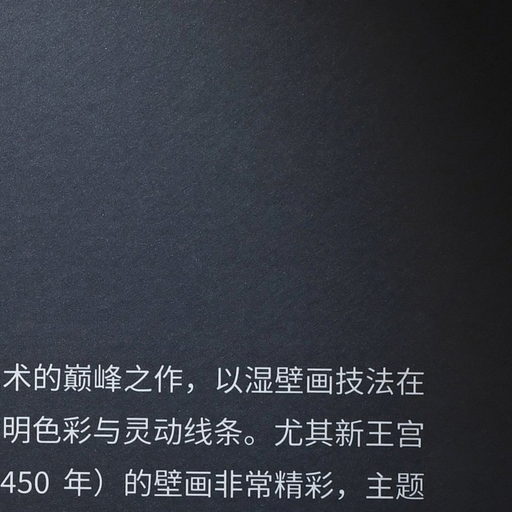 术的巅峰之作，以湿壁画技法在
明色彩与灵动线条。尤其新王宫
450 年）的壁画非常精彩，主题